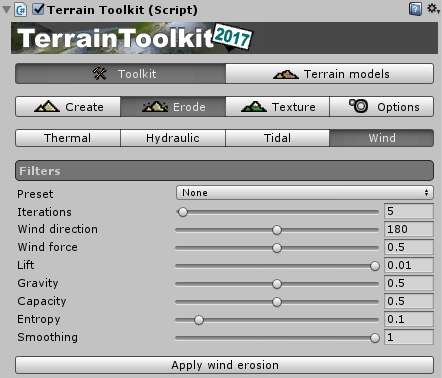 Terrain Toolkit (Script)
TerrainToolkit 2017
Toolkit Terrain models
Create Erode Texture Options
Thermal Hydraulic Tidal Wind
Filters
Preset None
Iterations 5
Wind direction 180
Wind force 0.5
Lift 0.01
Gravity 0.5
Capacity 0.5
Entropy 0.1
Smoothing 1
Apply wind erosion